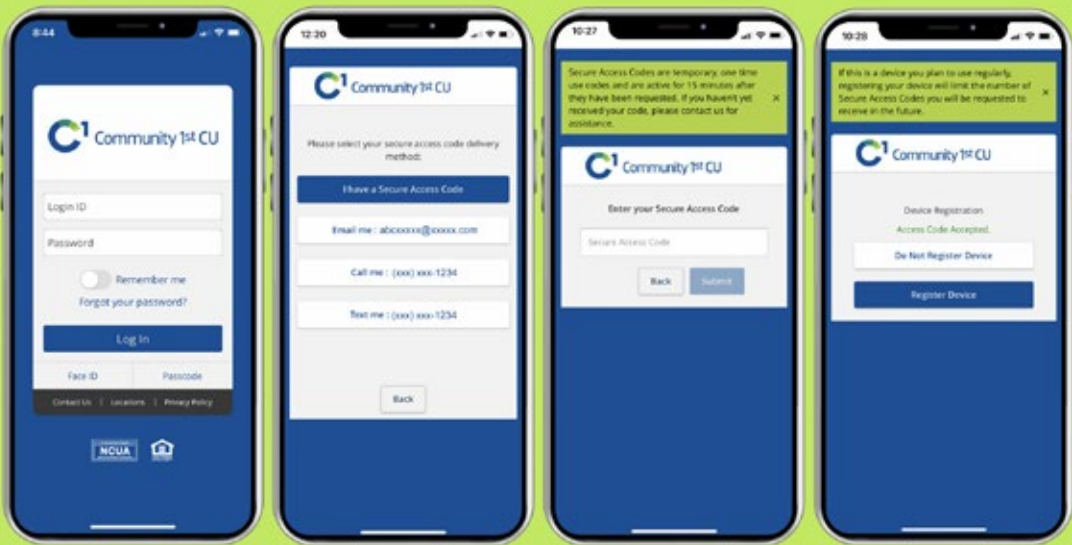 8:44
C1 Community 1st CU
Login ID
Password
Remember me
Forgot your password?
Log In
Face ID
Passcode
Contact Us | Locations | Privacy Policy
NCUA
12:20
C1 Community 1st CU
Please select your secure access code delivery
method:
I have a Secure Access Code
Email me : abcxxxxx@xxxxx.com
Call me : (xxx) xxx-1234
Text me : (xxx) xxx-1234
Back
10:27
Secure Access Codes are temporary, one time
use codes and are active for 15 minutes after
they have been requested. If you haven't yet
received your code, please contact us for
assistance.
×
C1 Community 1st CU
Enter your Secure Access Code
Secure Access Code
Back
Submit
10:28
If this is a device you plan to use regularly,
registering your device will limit the number of
Secure Access Codes you will be requested to
receive in the future.
×
C1 Community 1st CU
Device Registration
Access Code Accepted.
Do Not Register Device
Register Device